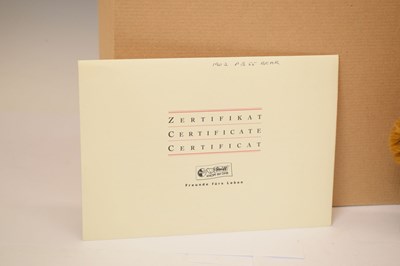 ZERTIFIKAT
CERTIFICATE
CERTIFICAT
Steiff
Freunde fürs Leben